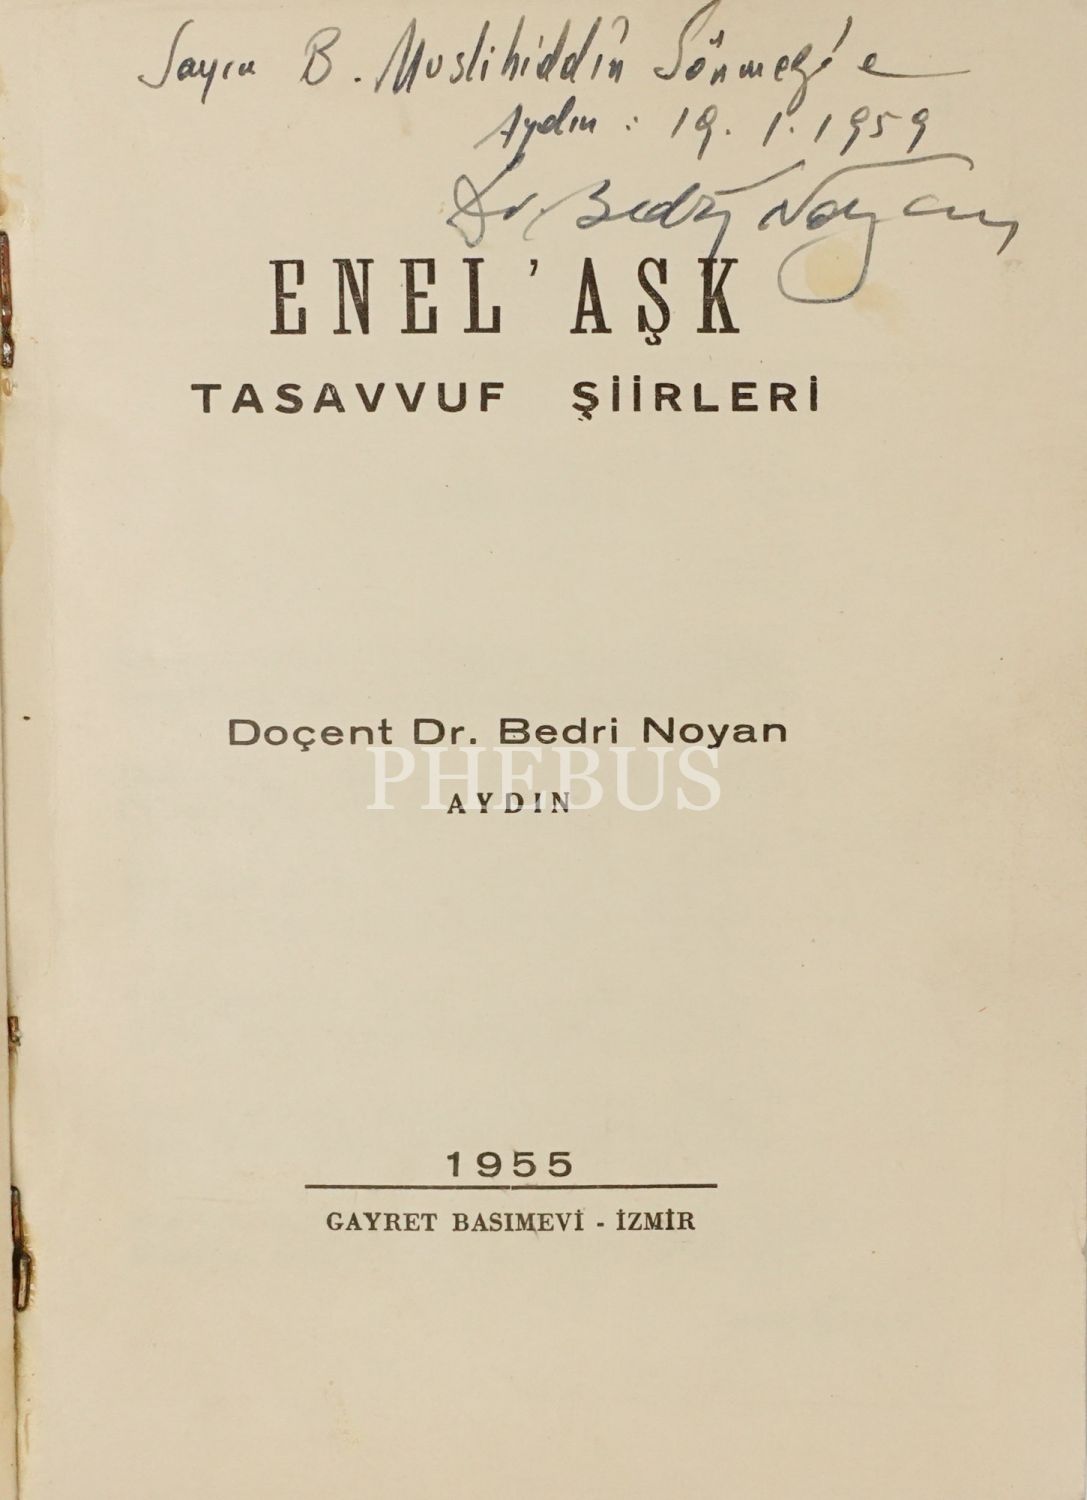 Sayın B. Muslihiddin Sönmez'e
Aydın : 19. 1. 1959
Dr. Bedri Noyan
ENEL'AŞK
TASAVVUF ŞİİRLERİ
Doçent Dr. Bedri Noyan
PHEBUS
AYDIN
1955
GAYRET BASIMEVİ - İZMİR